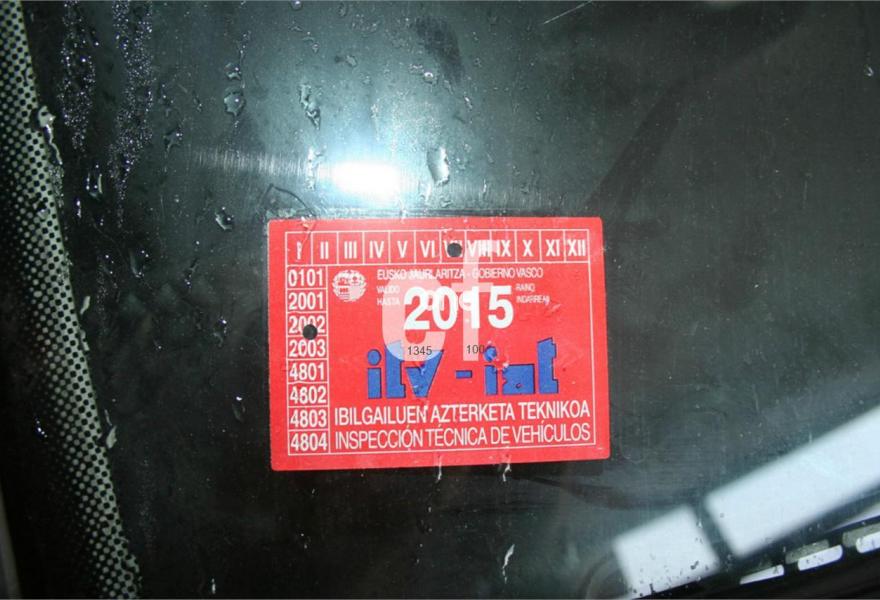 I II III IV V VI VIII IX X XI XII
0101
2001
2002
2003
4801
4802
4803
4804
EUSKO JAURLARITZA - GOBIERNO VASCO
VALIDO HASTA 2015 RAINO INDARREAN
1345 100
itv - iat
IBILGAILUEN AZTERKETA TEKNIKOA
INSPECCIÓN TÉCNICA DE VEHÍCULOS